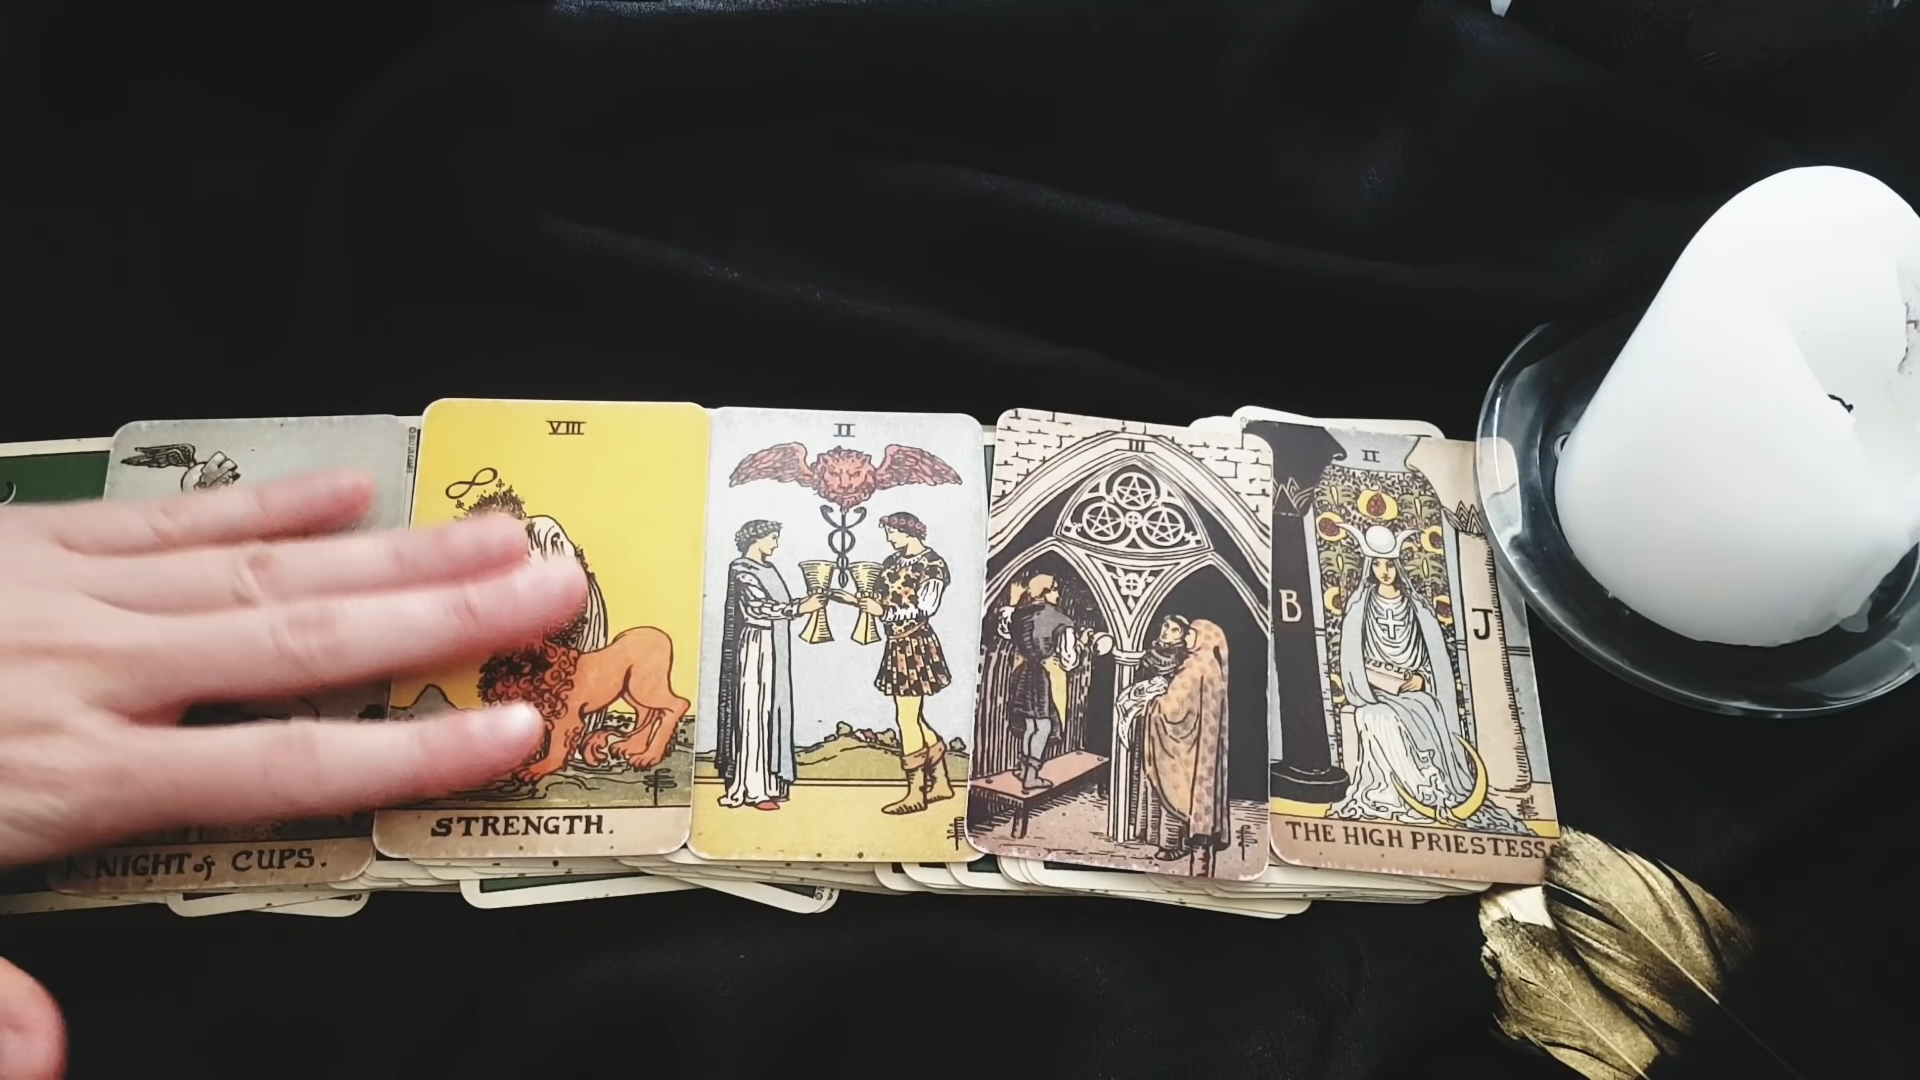 KNIGHT of CUPS.
VIII
STRENGTH.
II
III
II
B
J
THE HIGH PRIESTESS